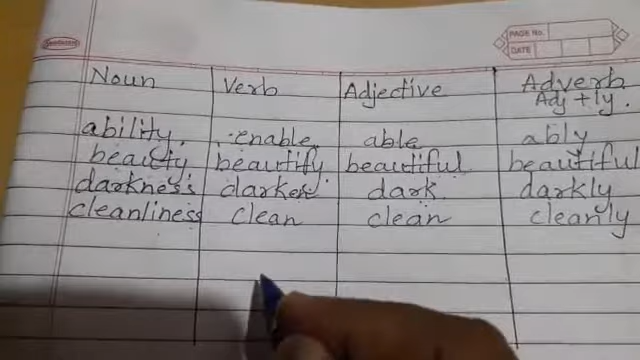 PAGE No.
DATE
Noun Verb Adjective Adverb
Adj + ly.
ability. enable able ably
beauty beautify beautiful beautiful
darkness darken dark darkly
cleanliness clean clean cleanly